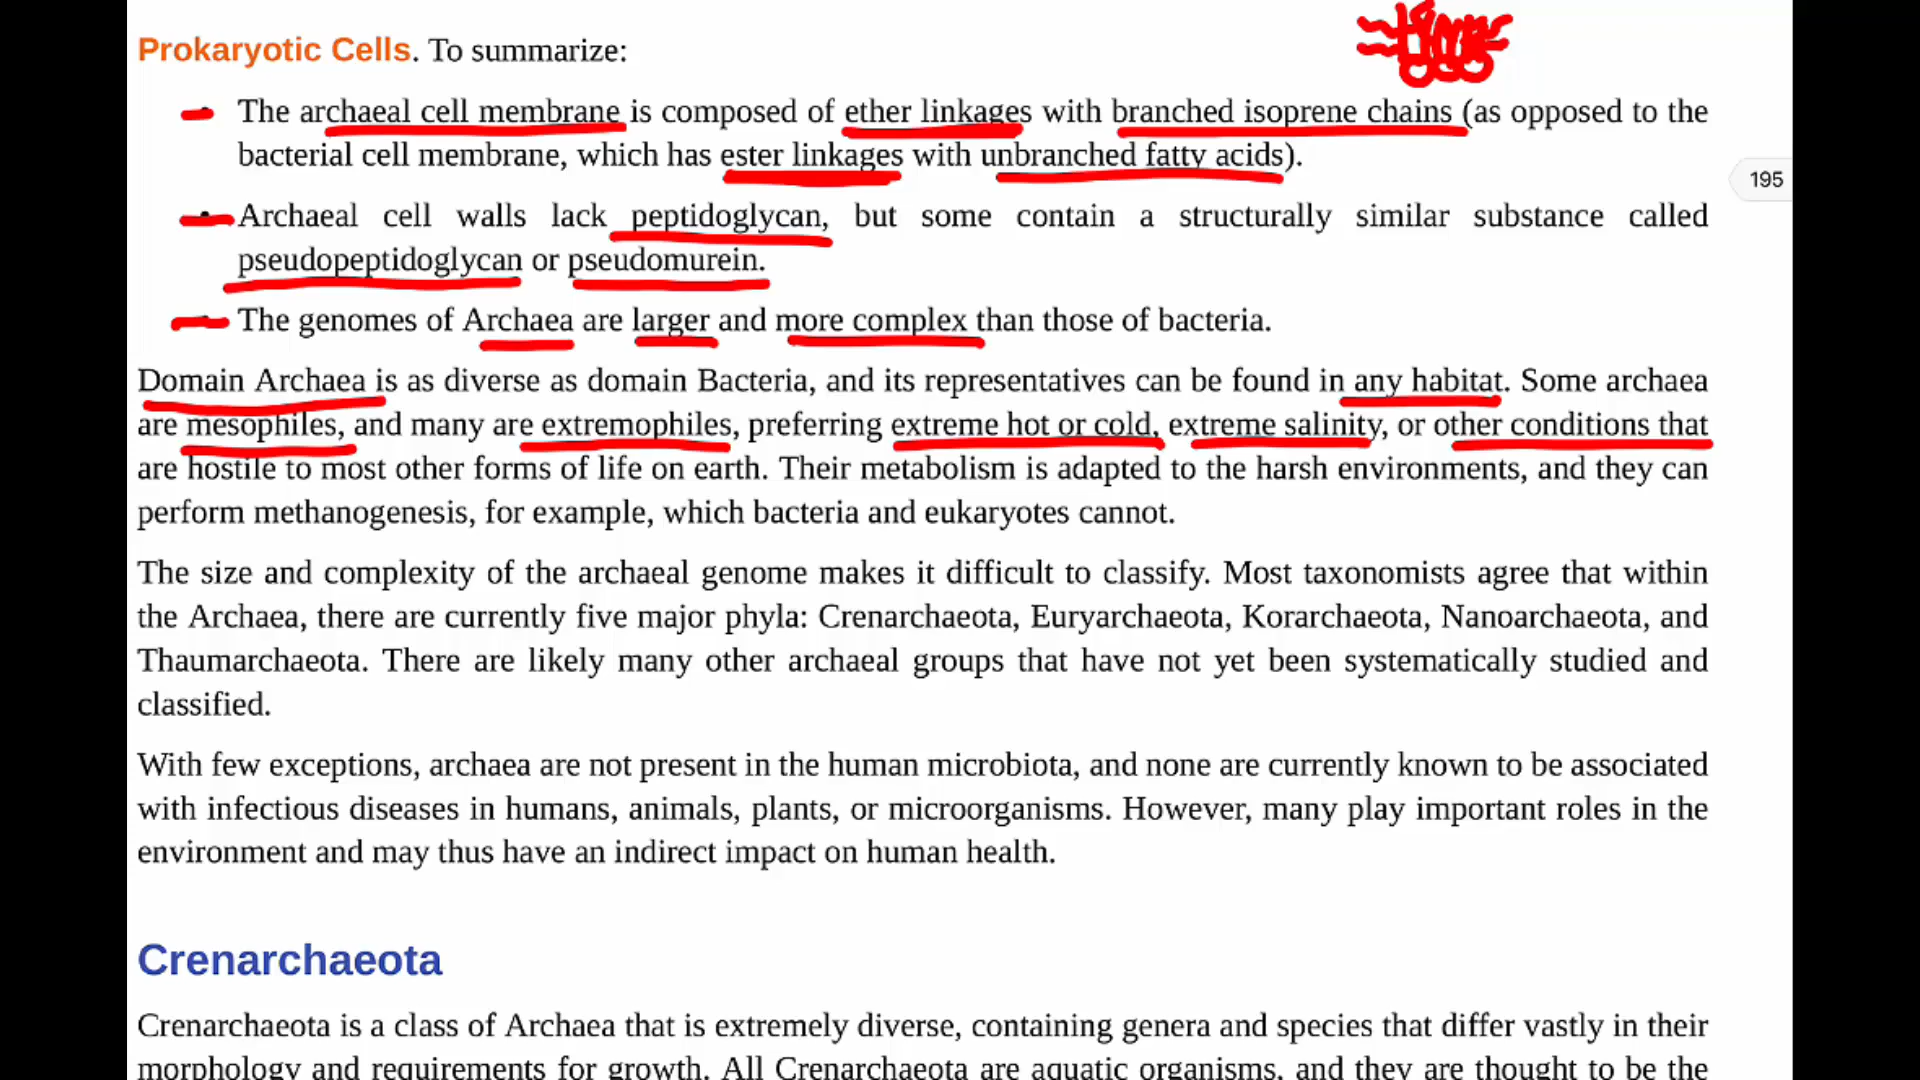 Prokaryotic Cells. To summarize:
The archaeal cell membrane is composed of ether linkages with branched isoprene chains (as opposed to the
bacterial cell membrane, which has ester linkages with unbranched fatty acids).
195
Archaeal cell walls lack peptidoglycan, but some contain a structurally similar substance called
pseudopeptidoglycan or pseudomurein.
The genomes of Archaea are larger and more complex than those of bacteria.
Domain Archaea is as diverse as domain Bacteria, and its representatives can be found in any habitat. Some archaea
are mesophiles, and many are extremophiles, preferring extreme hot or cold, extreme salinity, or other conditions that
are hostile to most other forms of life on earth. Their metabolism is adapted to the harsh environments, and they can
perform methanogenesis, for example, which bacteria and eukaryotes cannot.
The size and complexity of the archaeal genome makes it difficult to classify. Most taxonomists agree that within
the Archaea, there are currently five major phyla: Crenarchaeota, Euryarchaeota, Korarchaeota, Nanoarchaeota, and
Thaumarchaeota. There are likely many other archaeal groups that have not yet been systematically studied and
classified.
With few exceptions, archaea are not present in the human microbiota, and none are currently known to be associated
with infectious diseases in humans, animals, plants, or microorganisms. However, many play important roles in the
environment and may thus have an indirect impact on human health.
Crenarchaeota
Crenarchaeota is a class of Archaea that is extremely diverse, containing genera and species that differ vastly in their
morphology and requirements for growth. All Crenarchaeota are aquatic organisms, and they are thought to be the